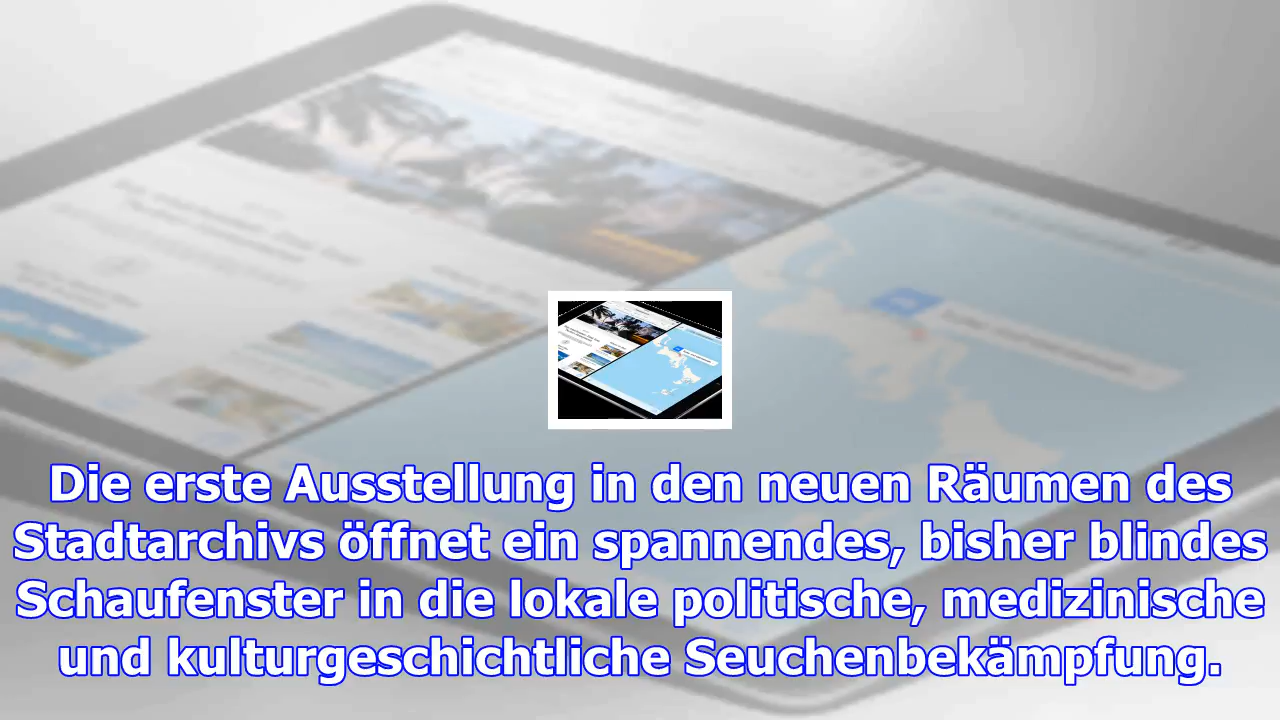 Die erste Ausstellung in den neuen Räumen des
Stadtarchivs öffnet ein spannendes, bisher blindes
Schaufenster in die lokale politische, medizinische
und kulturgeschichtliche Seuchenbekämpfung.